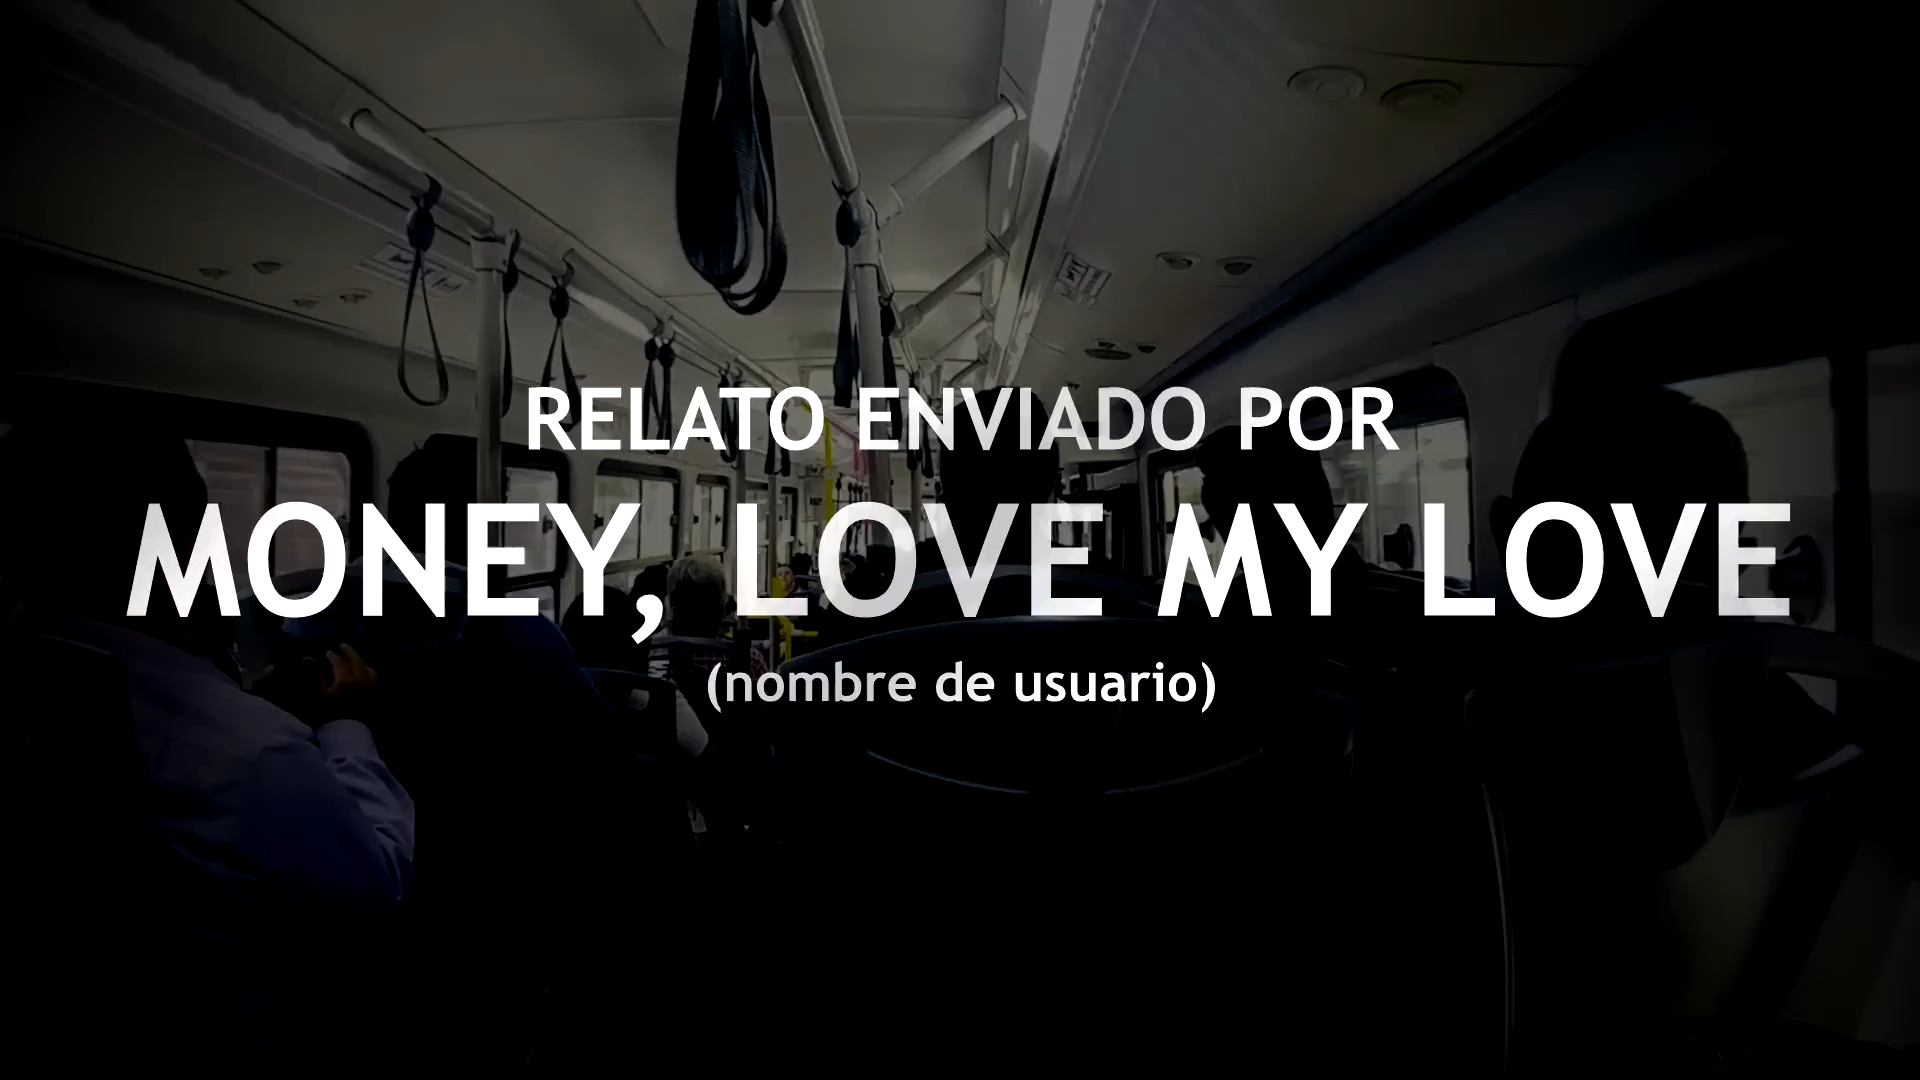 RELATO ENVIADO POR
MONEY, LOVE MY LOVE
(nombre de usuario)